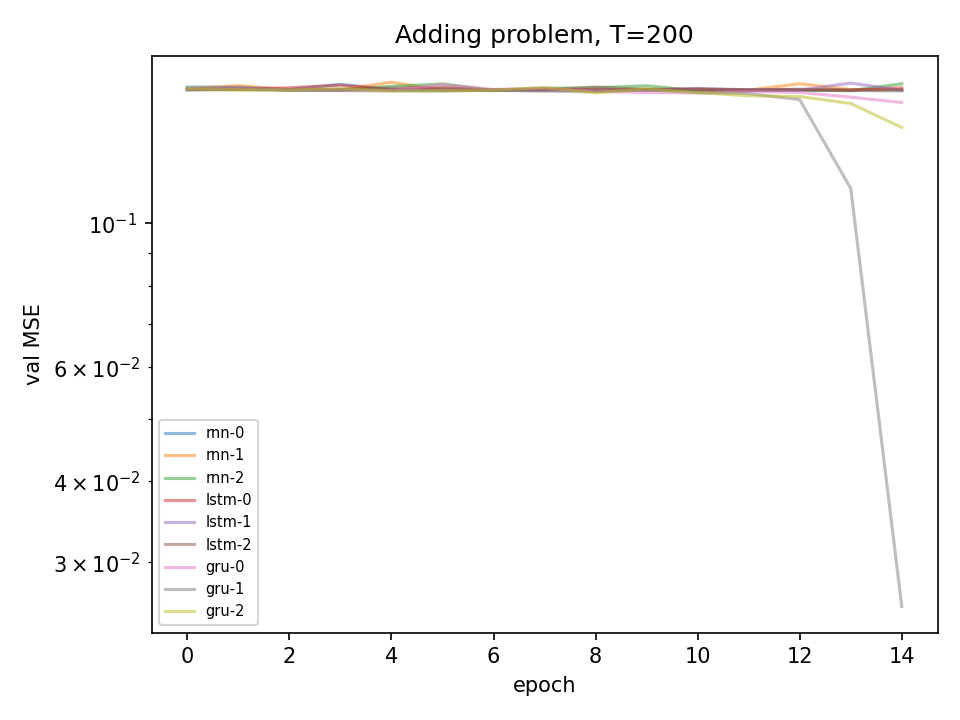 Adding problem, T=200
val MSE
10⁻¹
6 × 10⁻²
4 × 10⁻²
3 × 10⁻²
rnn-0
rnn-1
rnn-2
lstm-0
lstm-1
lstm-2
gru-0
gru-1
gru-2
0 2 4 6 8 10 12 14
epoch